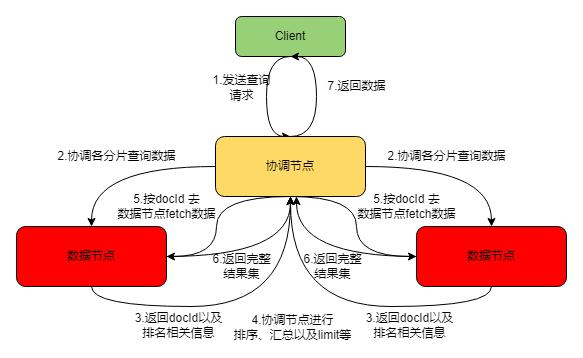 Client
1.发送查询
请求
7.返回数据
协调节点
2.协调各分片查询数据
2.协调各分片查询数据
5.按docId 去
数据节点fetch数据
5.按docId 去
数据节点fetch数据
数据节点
6.返回完整
结果集
6.返回完整
结果集
数据节点
3.返回docId以及
排名相关信息
4.协调节点进行
排序、汇总以及limit等
3.返回docId以及
排名相关信息